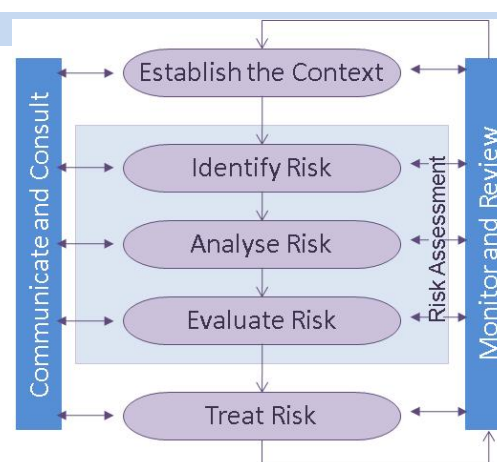 Establish the Context
Communicate and Consult
Identify Risk
Analyse Risk
Evaluate Risk
Risk Assessment
Monitor and Review
Treat Risk